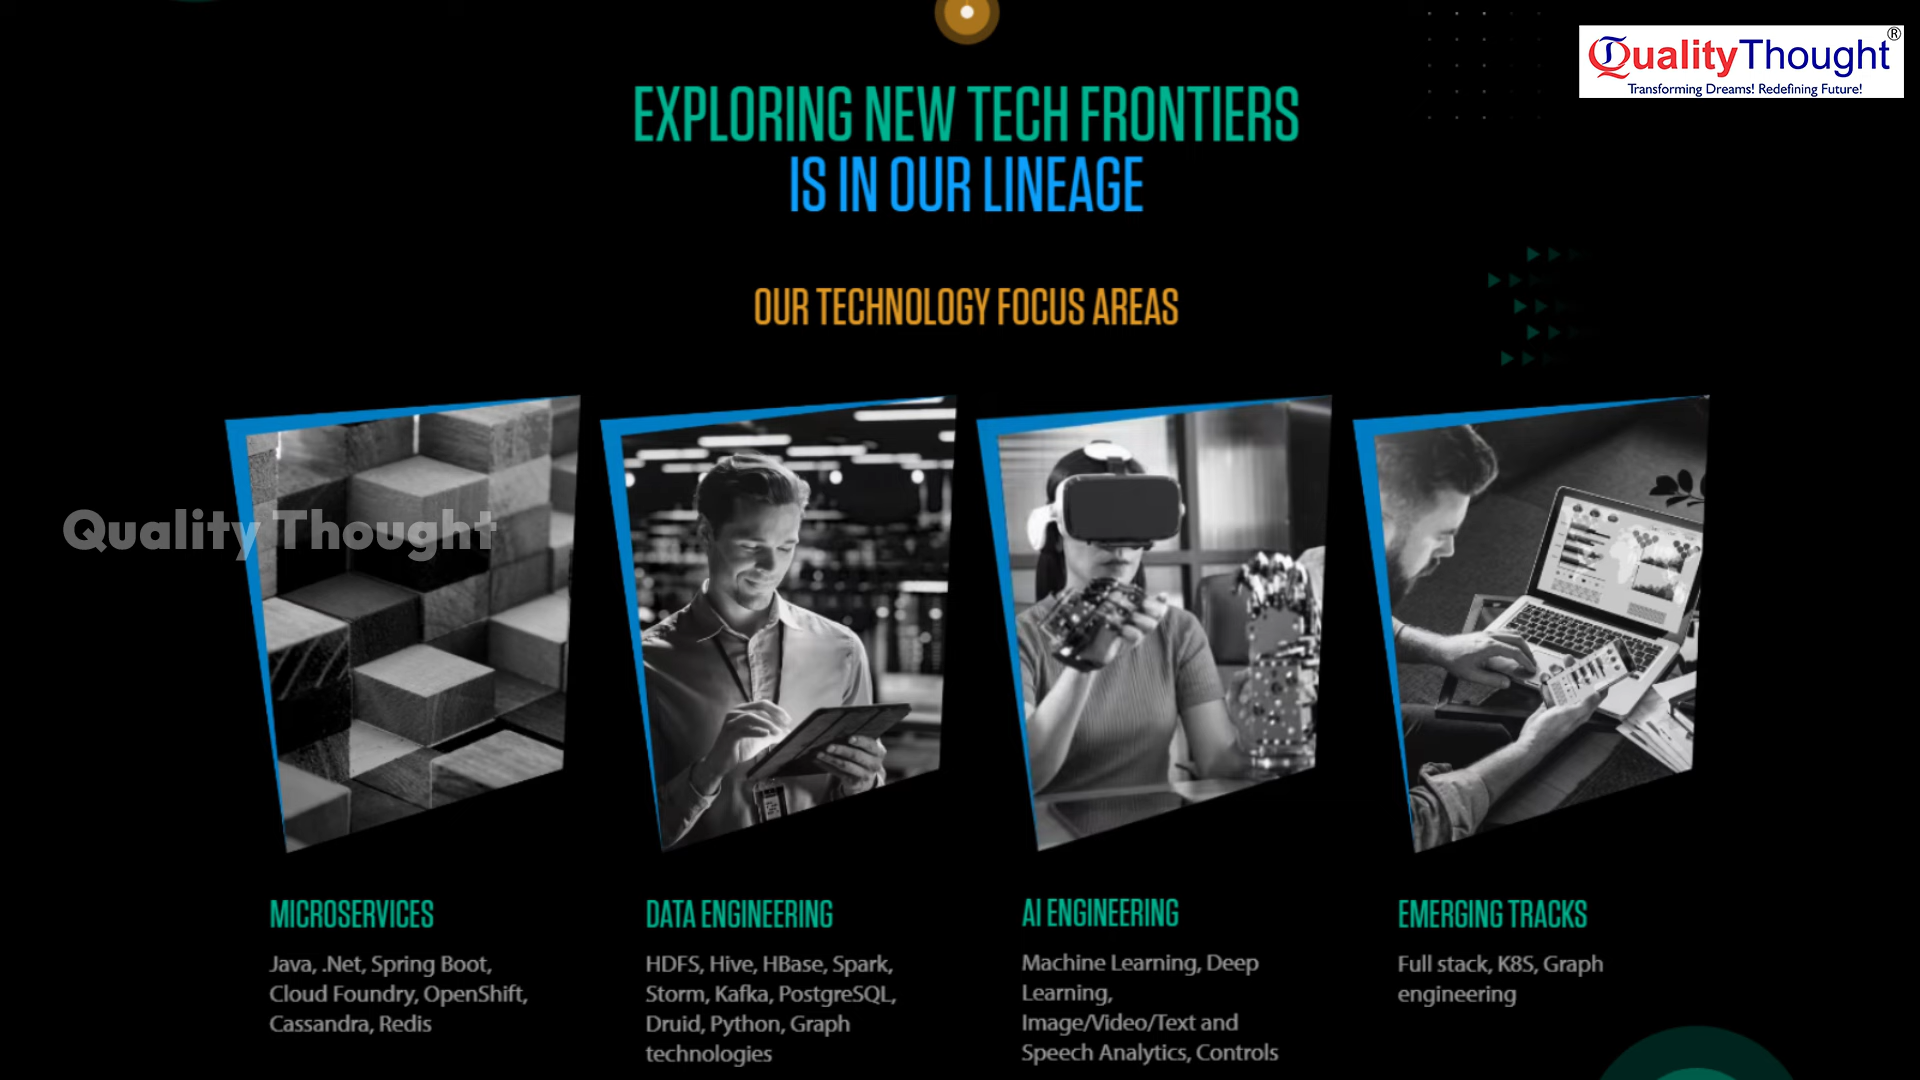 QualityThought®
Transforming Dreams! Redefining Future!
EXPLORING NEW TECH FRONTIERS
IS IN OUR LINEAGE
OUR TECHNOLOGY FOCUS AREAS
Quality Thought
MICROSERVICES
Java, .Net, Spring Boot,
Cloud Foundry, OpenShift,
Cassandra, Redis
DATA ENGINEERING
HDFS, Hive, HBase, Spark,
Storm, Kafka, PostgreSQL,
Druid, Python, Graph
technologies
AI ENGINEERING
Machine Learning, Deep
Learning,
Image/Video/Text and
Speech Analytics, Controls
EMERGING TRACKS
Full stack, K8S, Graph
engineering